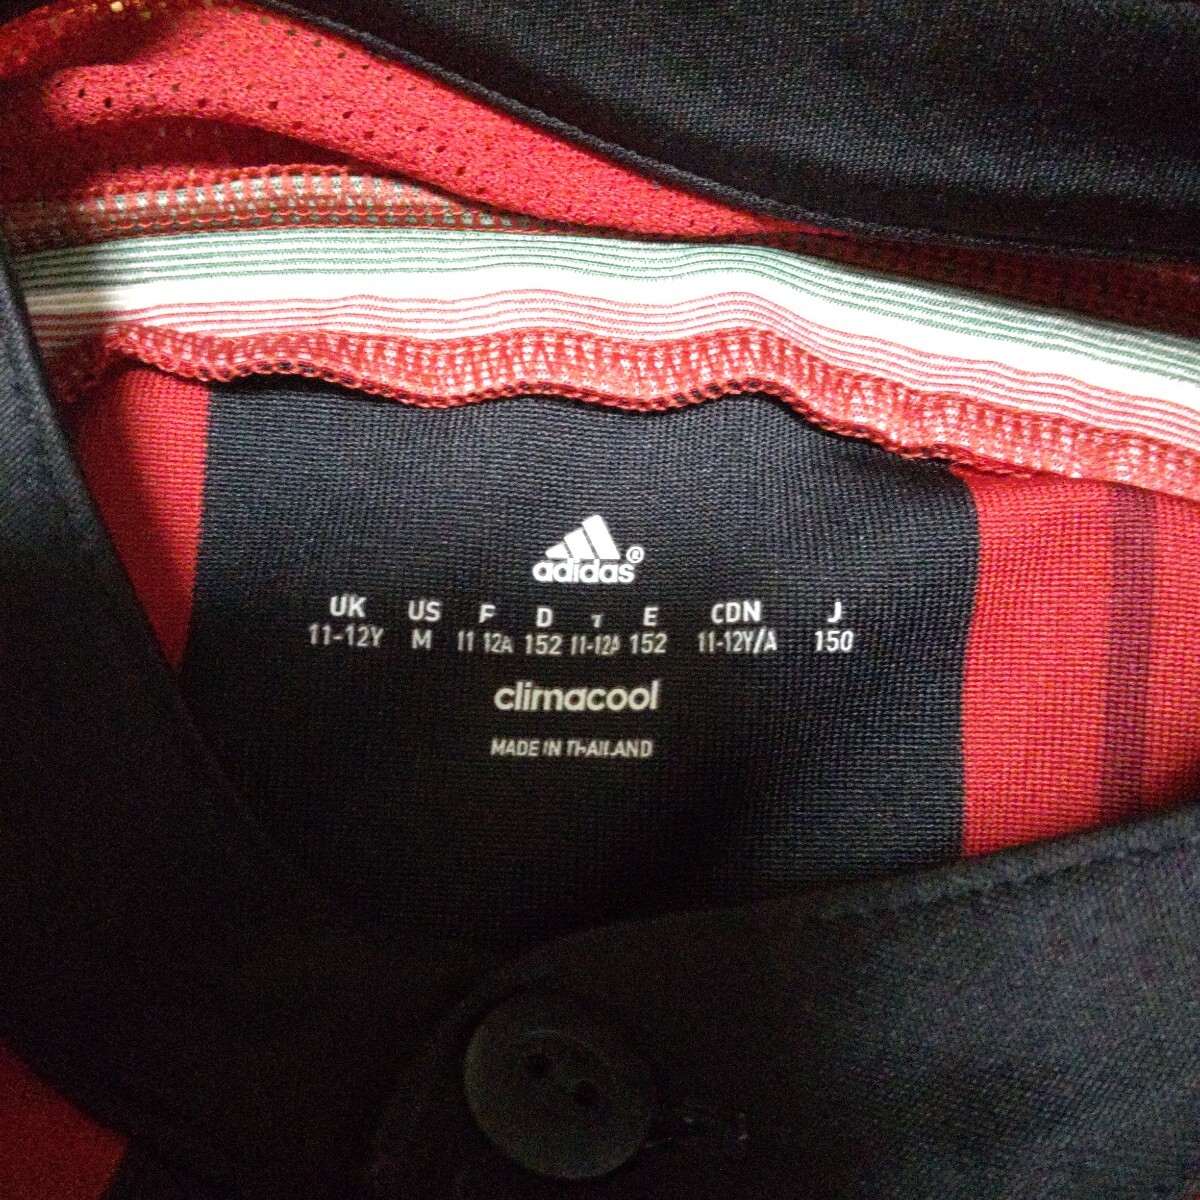 adidas®
UK US F D I E CDN J
11-12Y M 11 12A 152 11-12A 152 11-12Y/A 150
climacool
MADE IN THAILAND